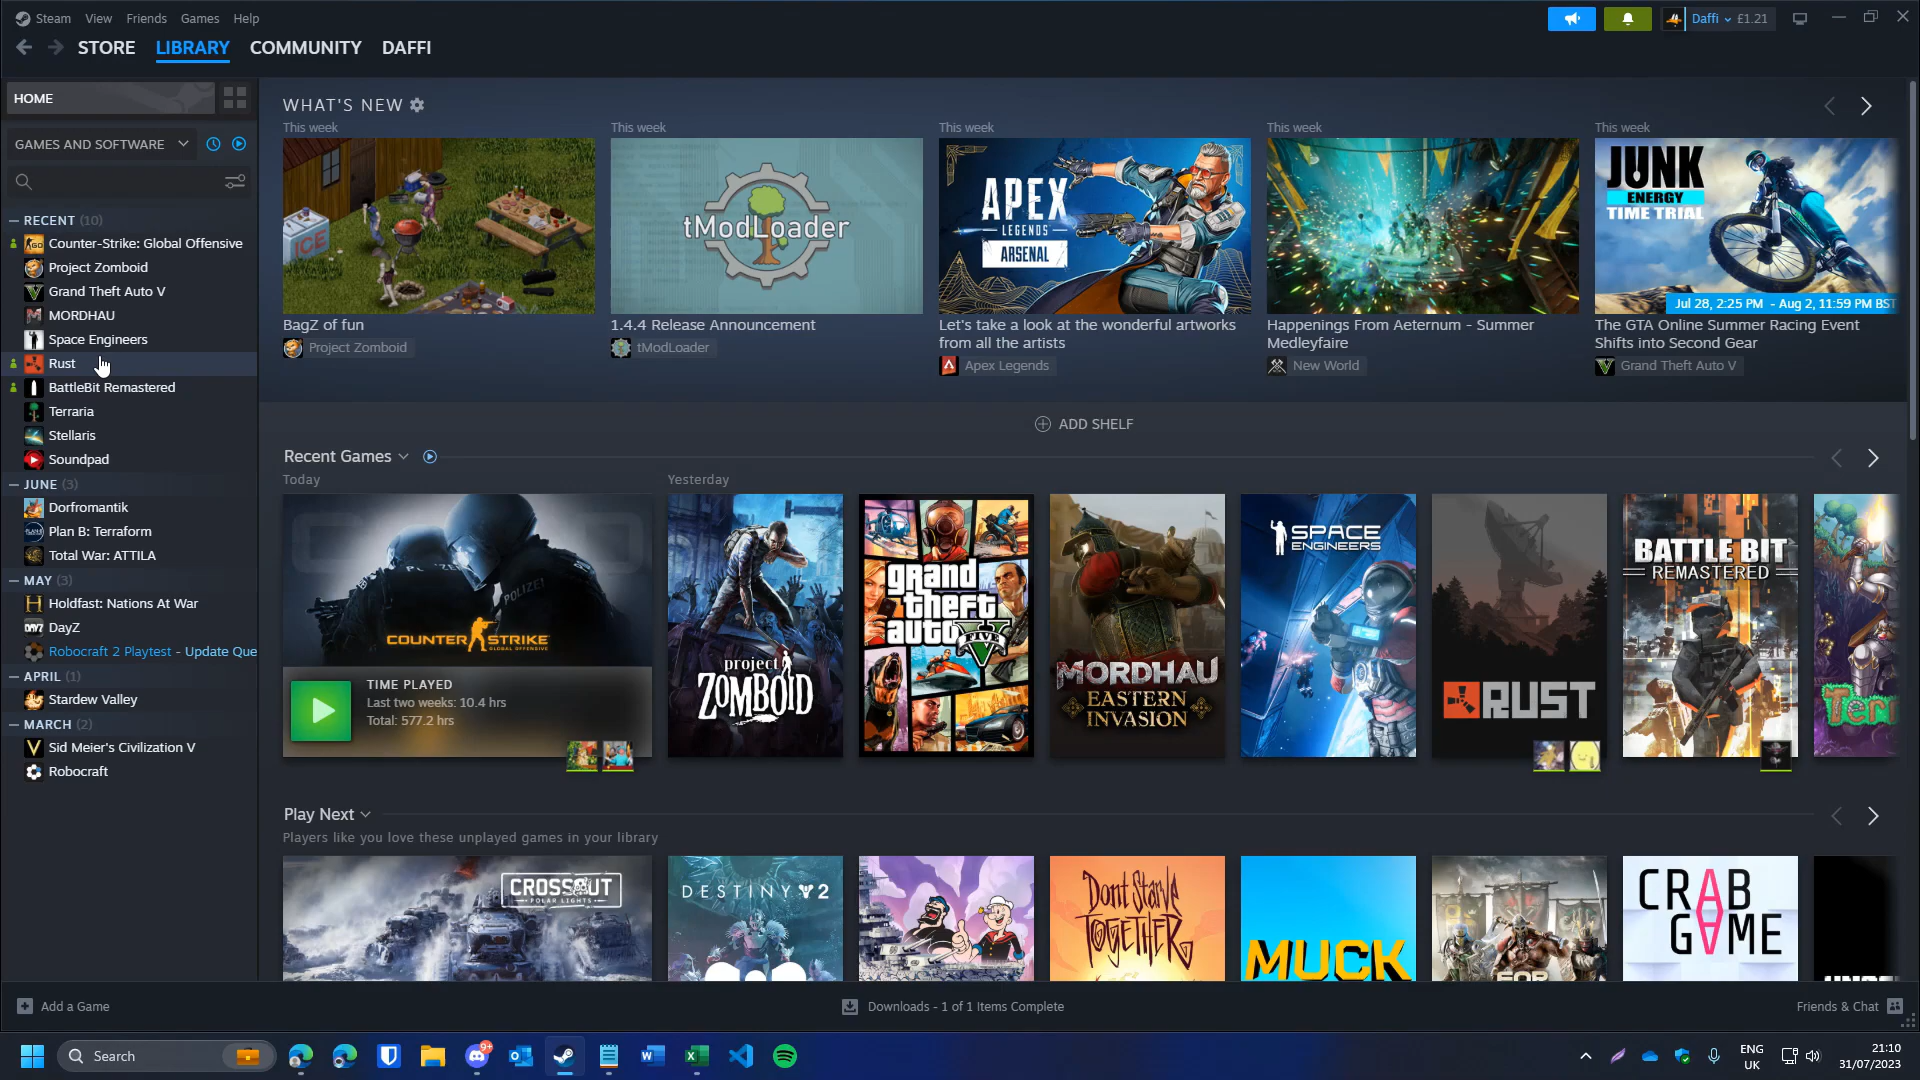 Steam View Friends Games Help
Daffi £1.21
STORE LIBRARY COMMUNITY DAFFI
HOME
GAMES AND SOFTWARE
— RECENT (10)
Counter-Strike: Global Offensive
Project Zomboid
Grand Theft Auto V
MORDHAU
Space Engineers
Rust
BattleBit Remastered
Terraria
Stellaris
Soundpad
— JUNE (3)
Dorfromantik
Plan B: Terraform
Total War: ATTILA
— MAY (3)
Holdfast: Nations At War
DayZ
Robocraft 2 Playtest - Update Que
— APRIL (1)
Stardew Valley
— MARCH (2)
Sid Meier's Civilization V
Robocraft
WHAT'S NEW
This week
ICE
BagZ of fun
Project Zomboid
This week
tModLoader
1.4.4 Release Announcement
tModLoader
This week
APEX
LEGENDS
ARSENAL
Let's take a look at the wonderful artworks
from all the artists
Apex Legends
This week
Happenings From Aeternum - Summer
Medleyfaire
New World
This week
JUNK
ENERGY
TIME TRIAL
Jul 28, 2:25 PM - Aug 2, 11:59 PM BST
The GTA Online Summer Racing Event
Shifts into Second Gear
Grand Theft Auto V
ADD SHELF
Recent Games
Today
Yesterday
POLIZEI
COUNTER STRIKE
GLOBAL OFFENSIVE
TIME PLAYED
Last two weeks: 10.4 hrs
Total: 577.2 hrs
project
ZOMBOID
grand
theft
auto
V
FIVE
MORDHAU
EASTERN
INVASION
SPACE
ENGINEERS
RUST
BATTLE BIT
REMASTERED
Terr
Play Next
Players like you love these unplayed games in your library
CROSSOUT
POLAR LIGHTS
DESTINY 2
Dont Starve
TOGETHER
MUCK
FOR
CRAB
GAME
Add a Game
Downloads - 1 of 1 Items Complete
Friends & Chat
Search
9+
ENG
UK
21:10
31/07/2023